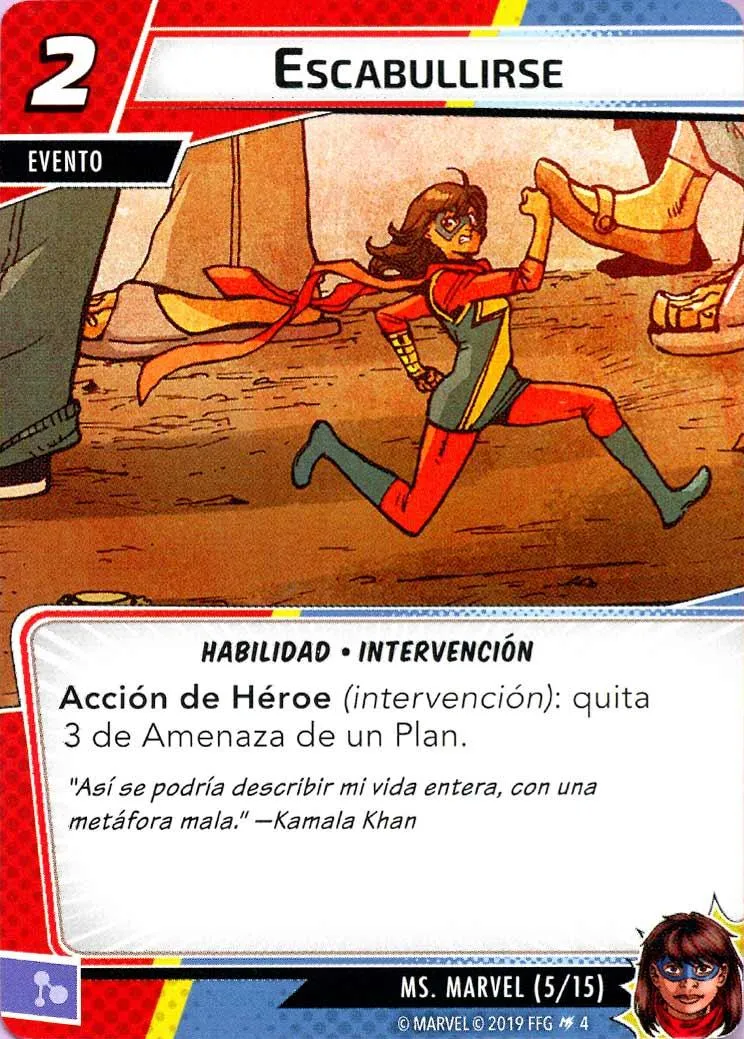 2
ESCABULLIRSE
EVENTO
HABILIDAD • INTERVENCIÓN
Acción de Héroe (intervención): quita
3 de Amenaza de un Plan.
"Así se podría describir mi vida entera, con una
metáfora mala." —Kamala Khan
MS. MARVEL (5/15)
© MARVEL © 2019 FFG 4